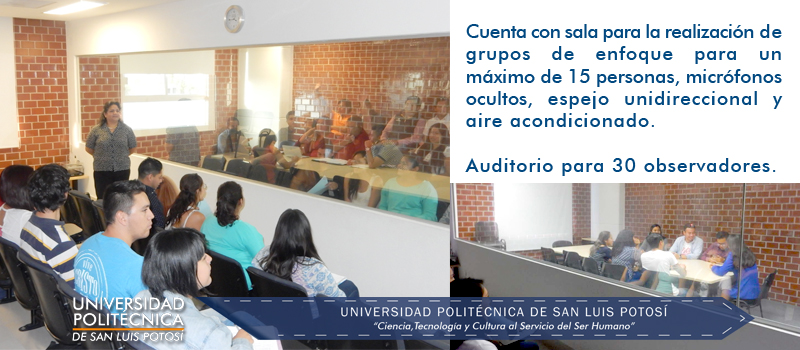 Cuenta con sala para la realización de
grupos de enfoque para un
máximo de 15 personas, micrófonos
ocultos, espejo unidireccional y
aire acondicionado.
Auditorio para 30 observadores.
UNIVERSIDAD
POLITÉCNICA
DE SAN LUIS POTOSÍ
UNIVERSIDAD POLITÉCNICA DE SAN LUIS POTOSÍ
"Ciencia,Tecnología y Cultura al Servicio del Ser Humano"